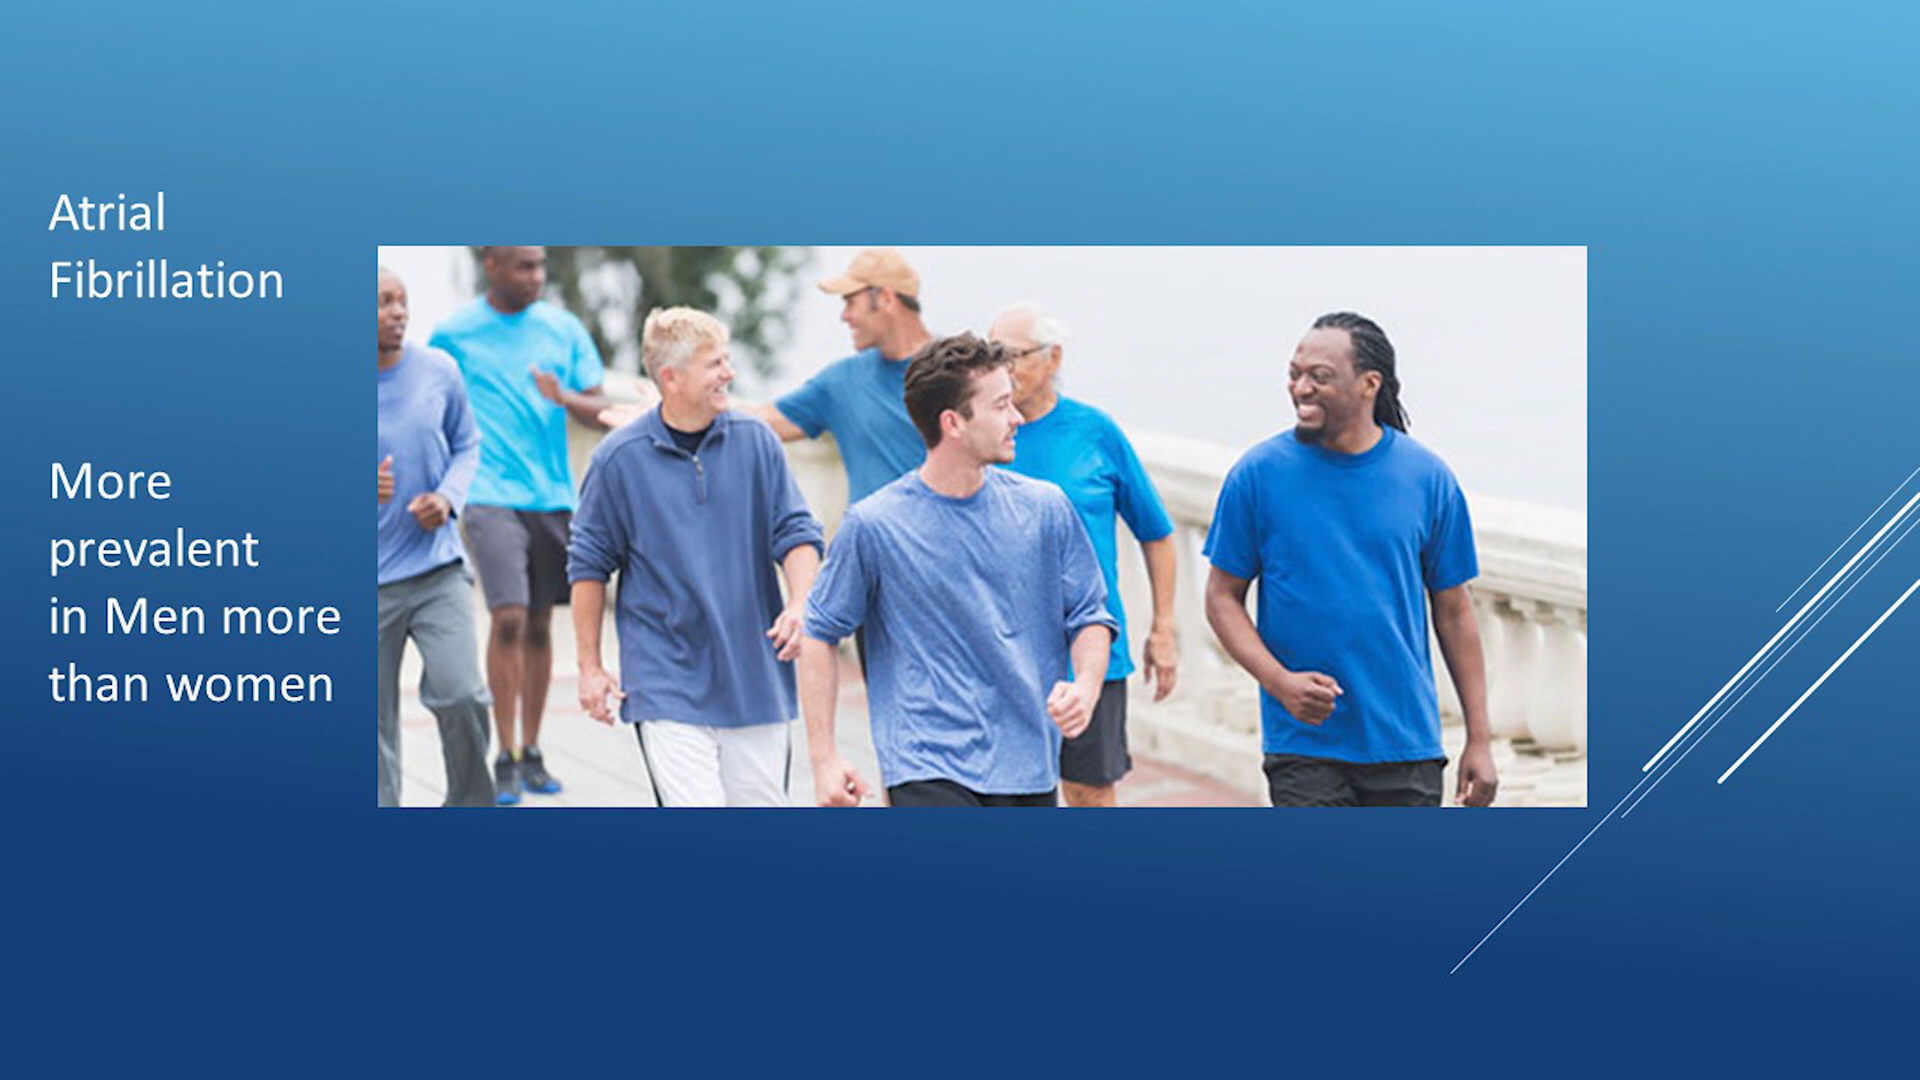 Atrial
Fibrillation
More
prevalent
in Men more
than women